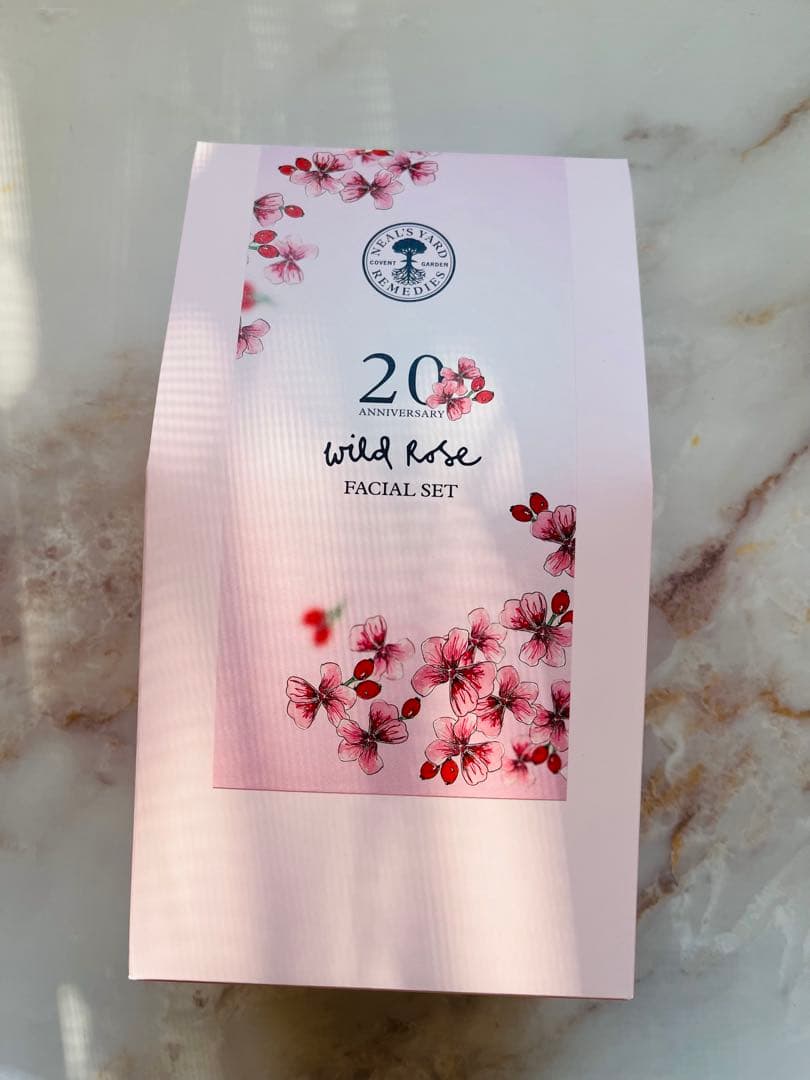 NEAL'S YARD
COVENT GARDEN
REMEDIES
20
ANNIVERSARY
Wild Rose
FACIAL SET